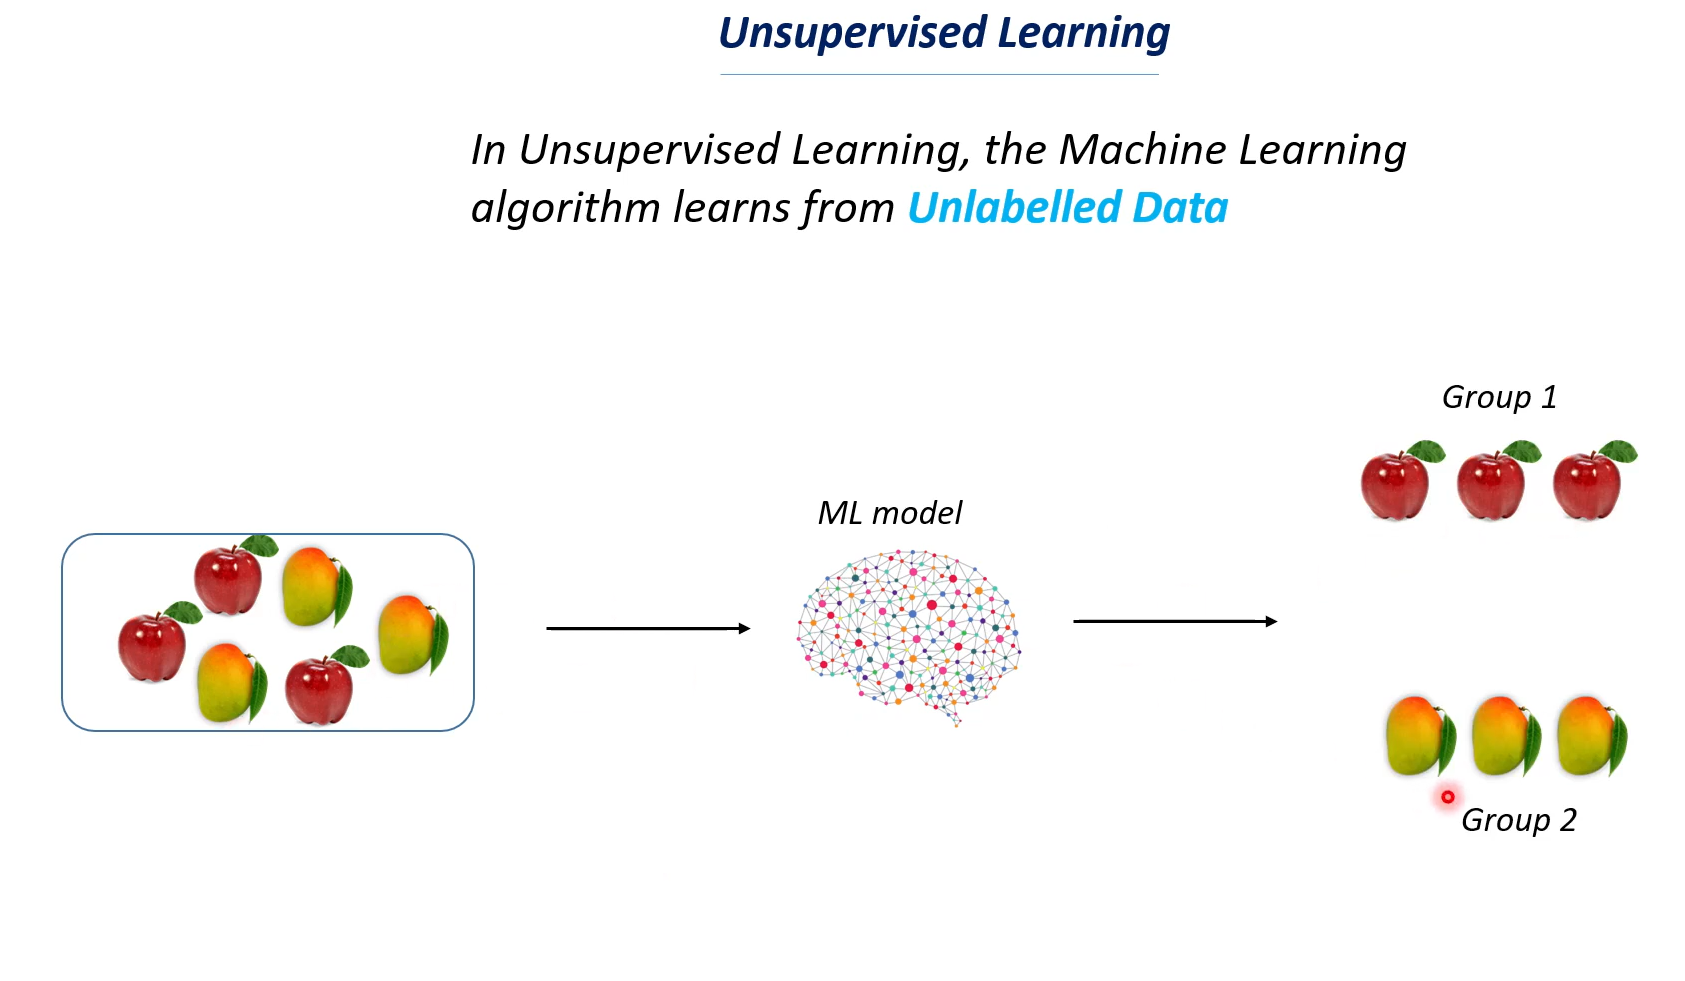 Unsupervised Learning
In Unsupervised Learning, the Machine Learning
algorithm learns from Unlabelled Data
Group 1
ML model
Group 2